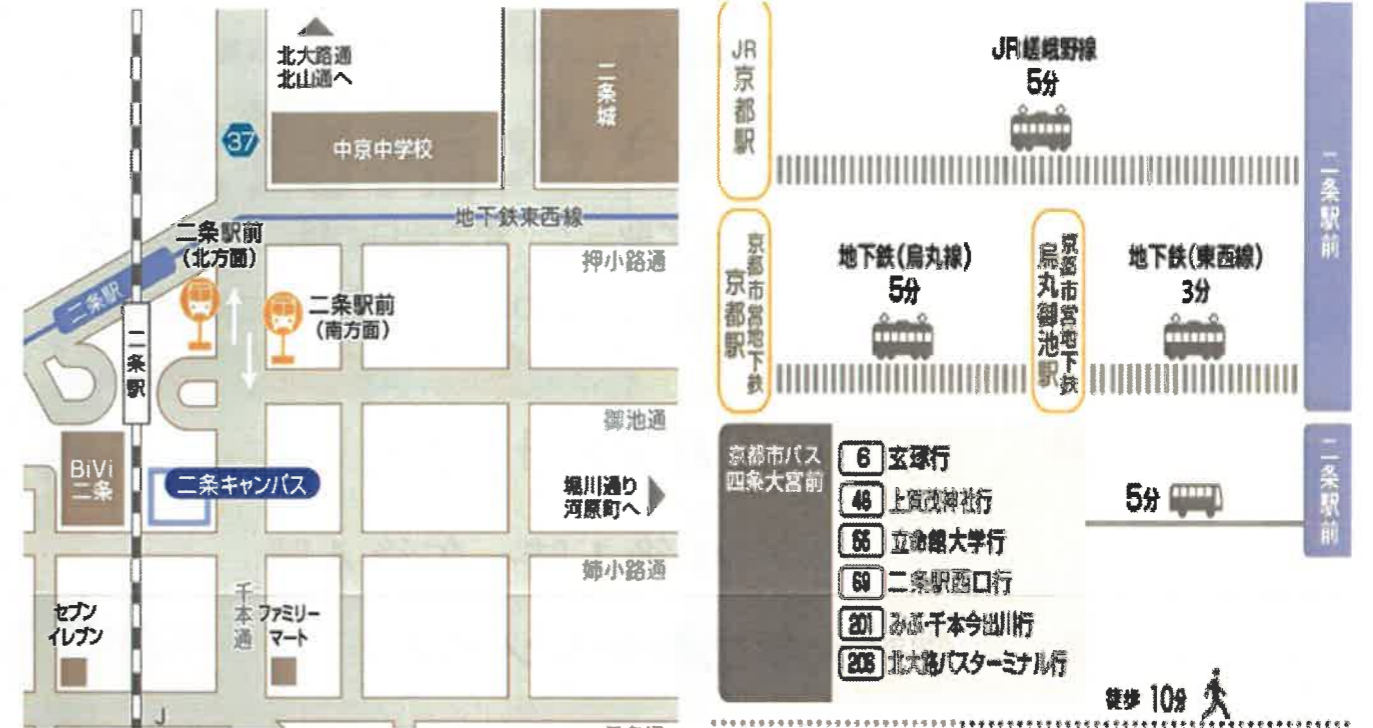 北大路通
北山通へ
二条城
37
中京中学校
地下鉄東西線
二条駅前
(北方面)
押小路通
二条駅
二条駅前
(南方面)
二条駅
御池通
BiVi
二条
二条キャンパス
堀川通り
河原町へ
姉小路通
千本通
セブン
イレブン
ファミリー
マート
J
JR京都駅
JR嵯峨野線
5分
二条駅前
京都市営地下鉄
京都駅
地下鉄(烏丸線)
5分
京都市営地下鉄
烏丸御池駅
地下鉄(東西線)
3分
京都市バス
四条大宮前
6 玄琢行
46 上賀茂神社行
55 立命館大学行
69 二条駅西口行
201 みぶ・千本今出川行
206 北大路バスターミナル行
5分
二条駅前
徒歩 10分